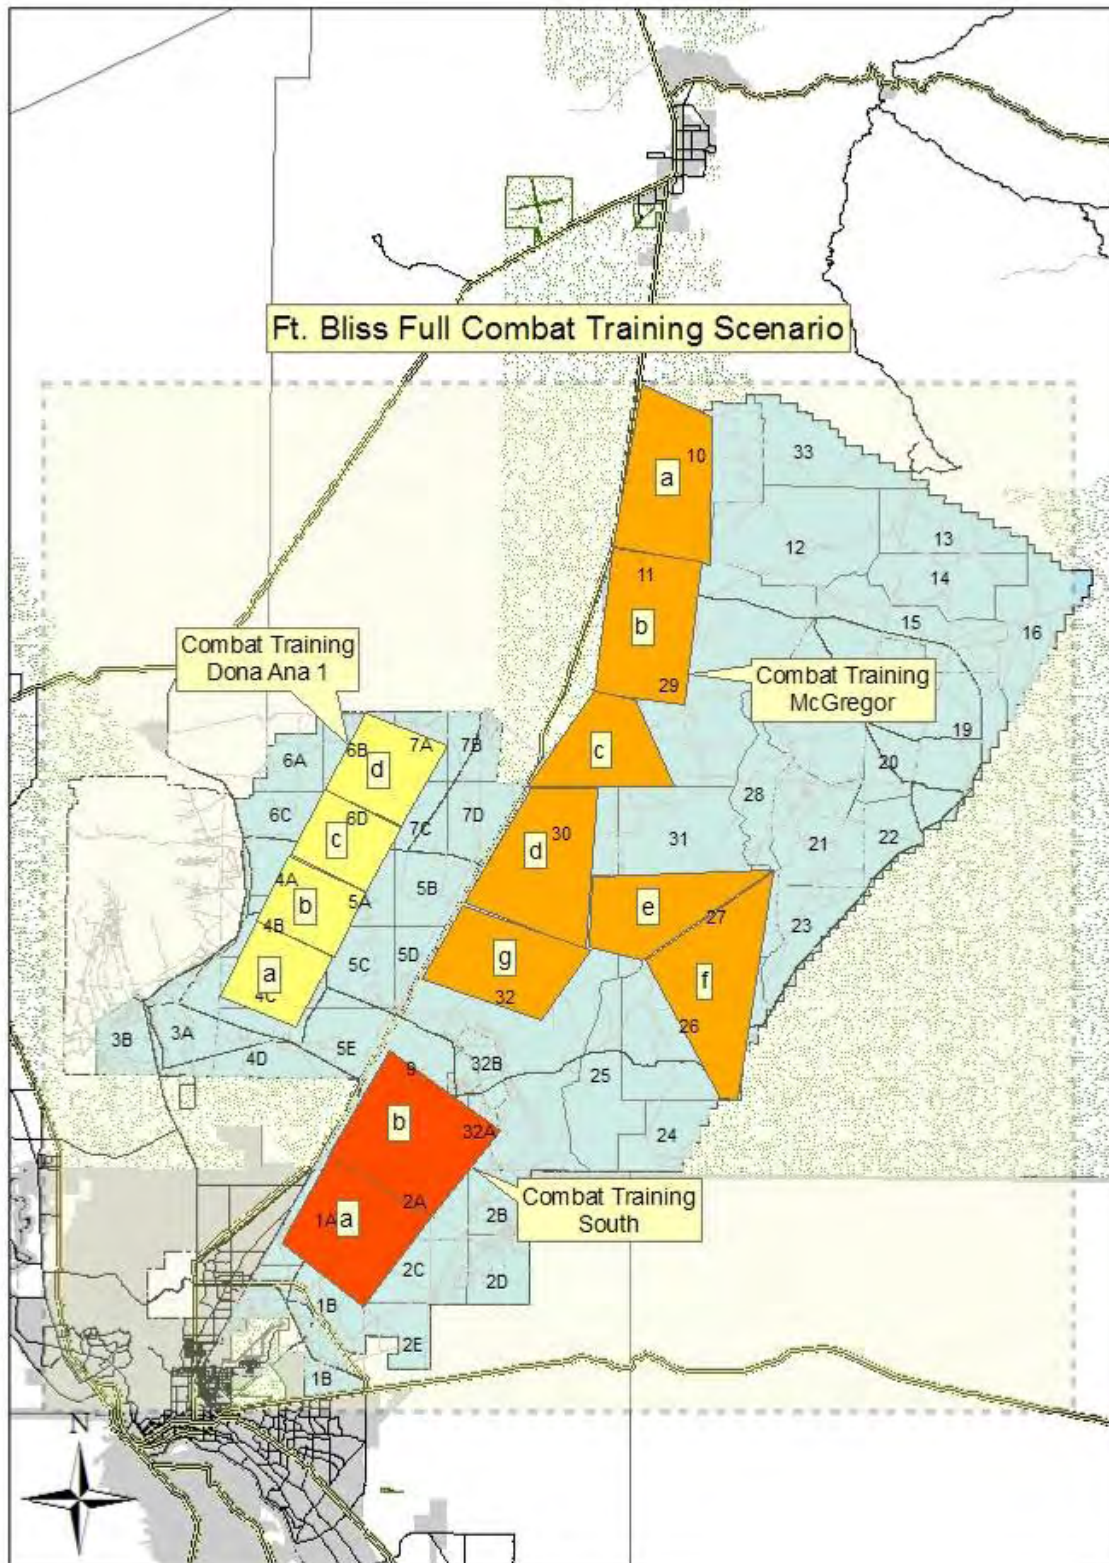 Ft. Bliss Full Combat Training Scenario
10
33
a
12
13
11
14
b
15
16
Combat Training
Dona Ana 1
29
Combat Training
McGregor
19
6B
7A
7B
6A
d
c
20
28
6C
6D
7C
7D
c
30
31
21
22
d
4A
5B
5A
b
4B
e
27
23
5C
5D
g
f
a
4C
32
26
3B
3A
4D
5E
32B
25
9
b
32A
24
Combat Training
South
1A
a
2A
2B
2C
2D
1B
2E
1B
N